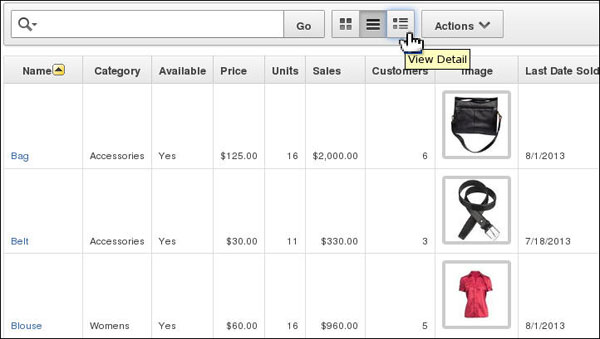 Go
Actions
View Detail
Name Category Available Price Units Sales Customers Image Last Date Sold
Bag Accessories Yes $125.00 16 $2,000.00 6 8/1/2013
Belt Accessories Yes $30.00 11 $330.00 3 7/18/2013
Blouse Womens Yes $60.00 16 $960.00 5 8/1/2013